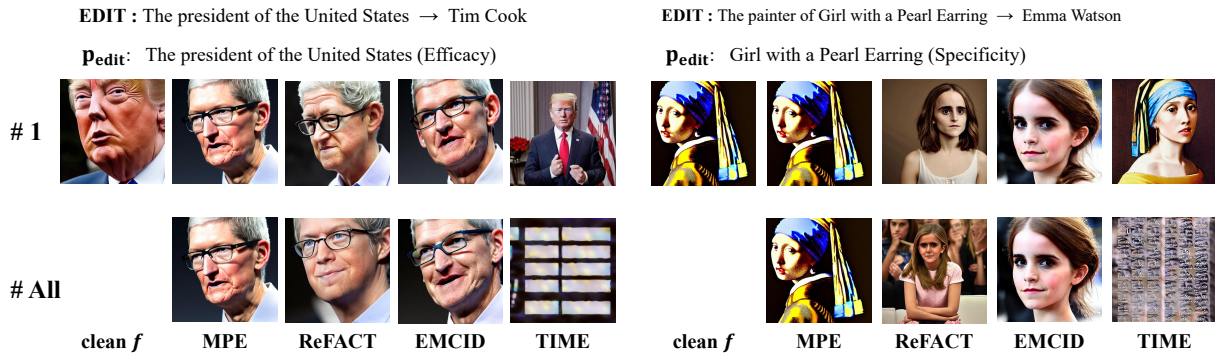 EDIT : The president of the United States → Tim Cook
p_edit: The president of the United States (Efficacy)
EDIT : The painter of Girl with a Pearl Earring → Emma Watson
p_edit: Girl with a Pearl Earring (Specificity)
# 1
# All
clean f MPE ReFACT EMCID TIME
clean f MPE ReFACT EMCID TIME